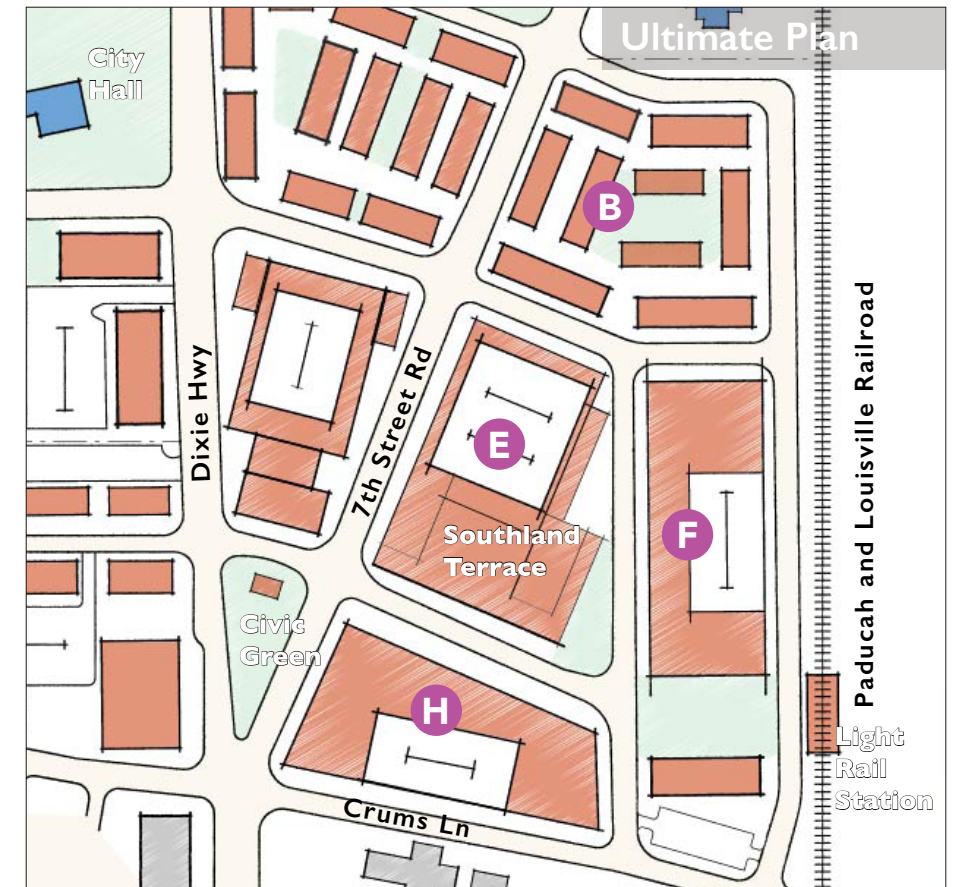 Ultimate Plan
City
Hall
B
Dixie Hwy
7th Street Rd
Paducah and Louisville Railroad
E
Southland
Terrace
F
Civic
Green
H
Light
Rail
Station
Crums Ln